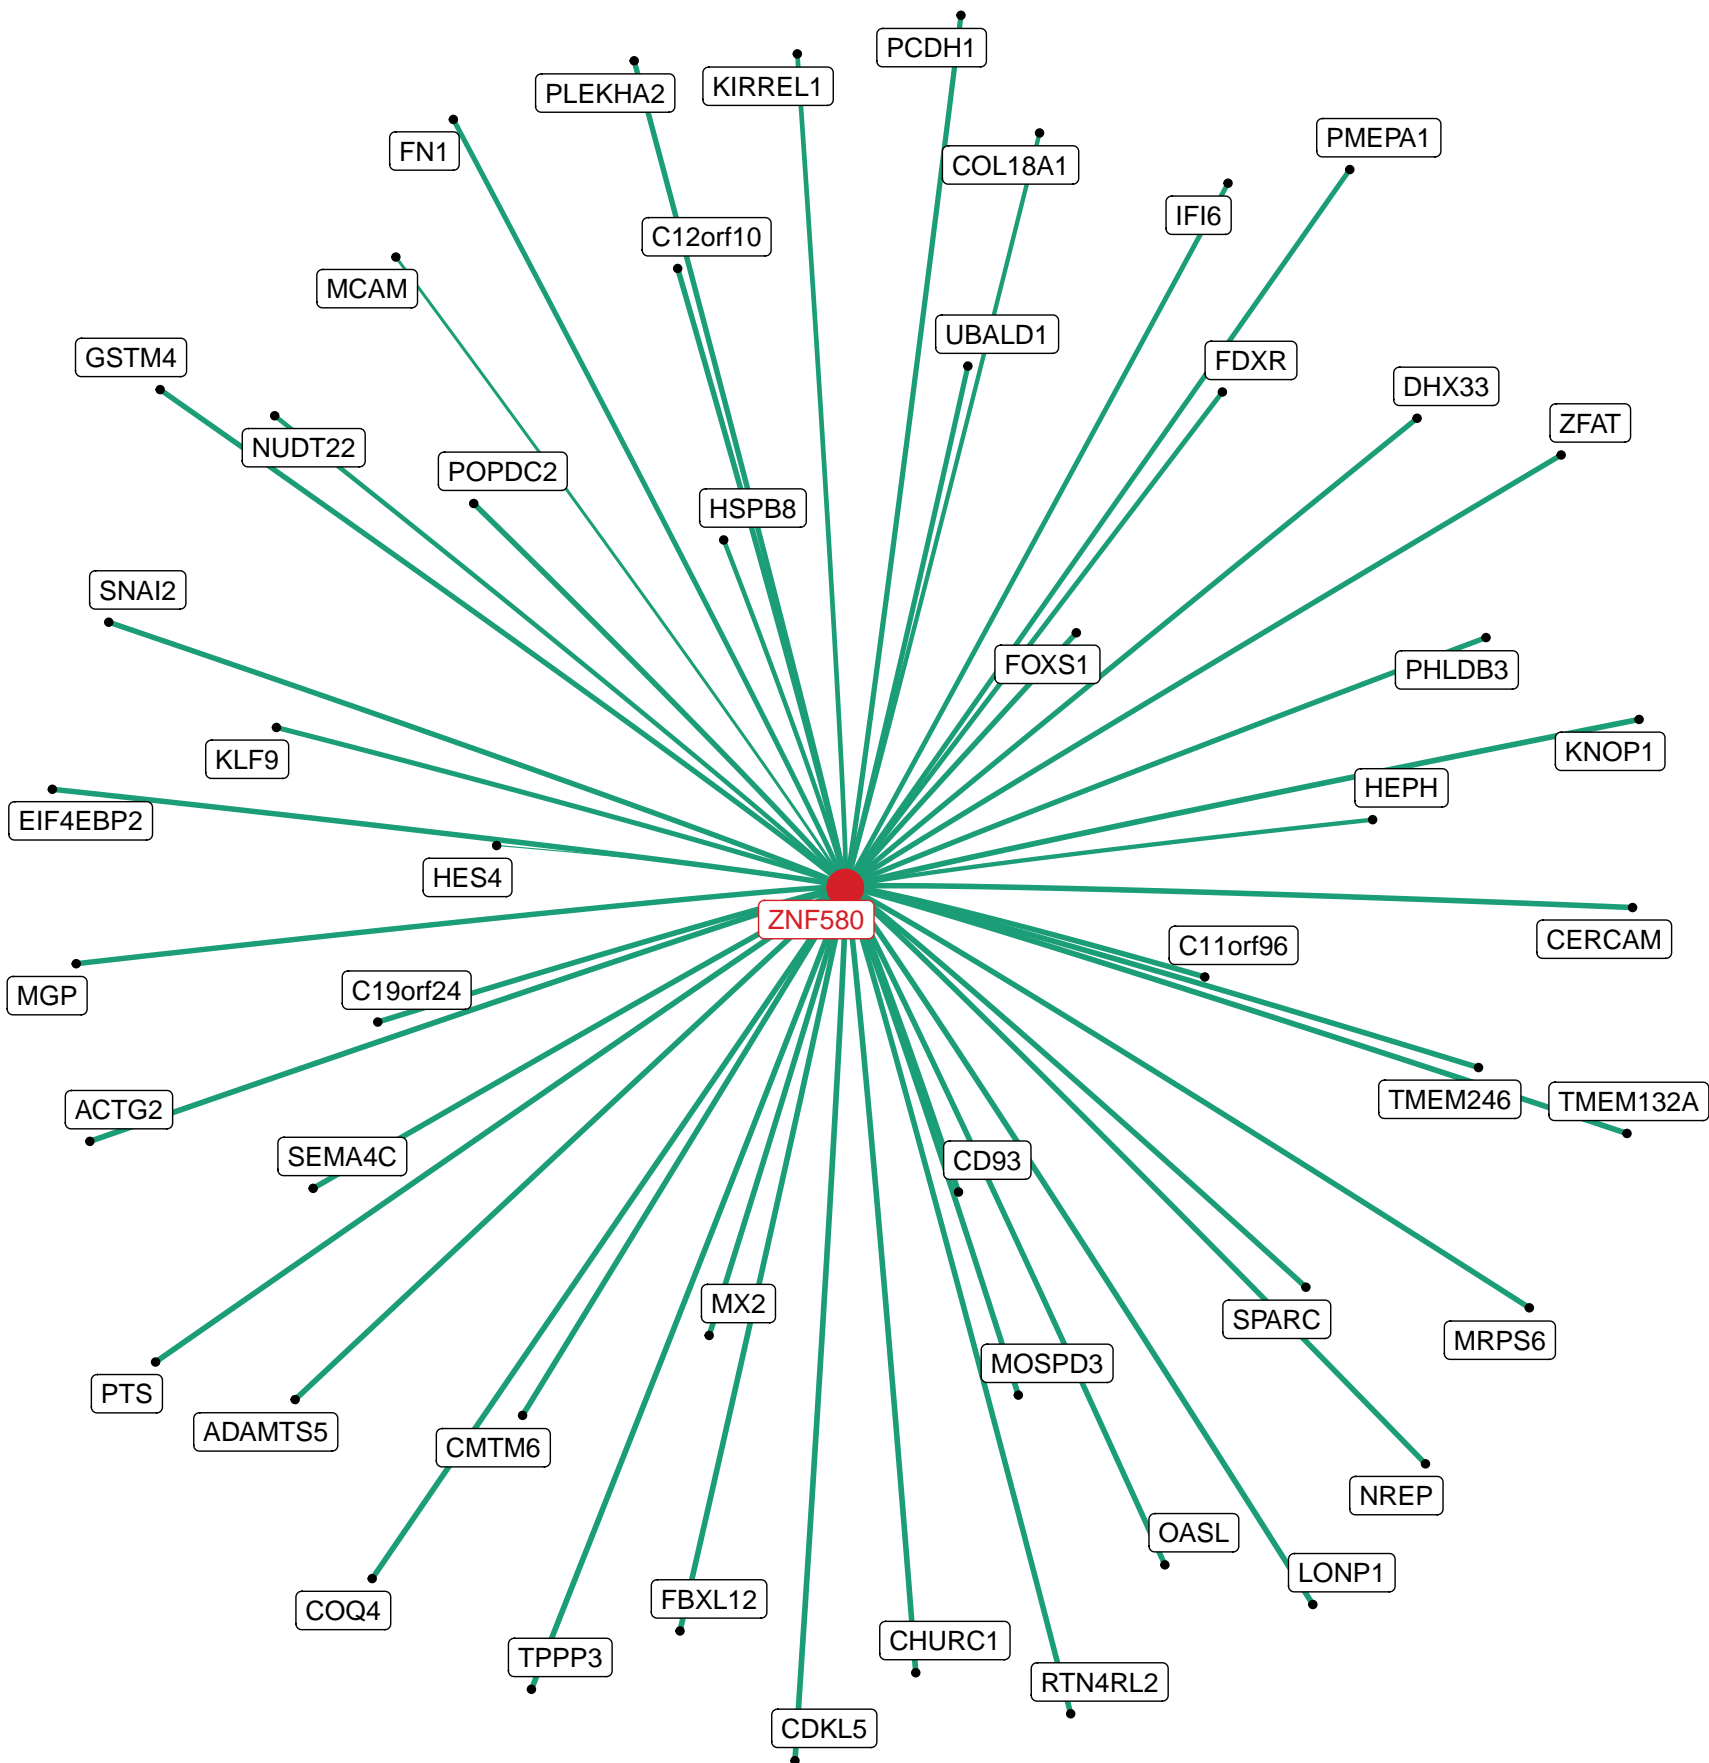 PCDH1
PLEKHA2
KIRREL1
FN1
PMEPA1
COL18A1
IFI6
C12orf10
MCAM
UBALD1
GSTM4
FDXR
DHX33
ZFAT
NUDT22
POPDC2
HSPB8
SNAI2
FOXS1
PHLDB3
KLF9
KNOP1
HEPH
EIF4EBP2
HES4
ZNF580
CERCAM
C11orf96
MGP
C19orf24
ACTG2
TMEM246
TMEM132A
SEMA4C
CD93
MX2
SPARC
MRPS6
MOSPD3
PTS
ADAMTS5
CMTM6
NREP
OASL
LONP1
COQ4
FBXL12
CHURC1
TPPP3
RTN4RL2
CDKL5